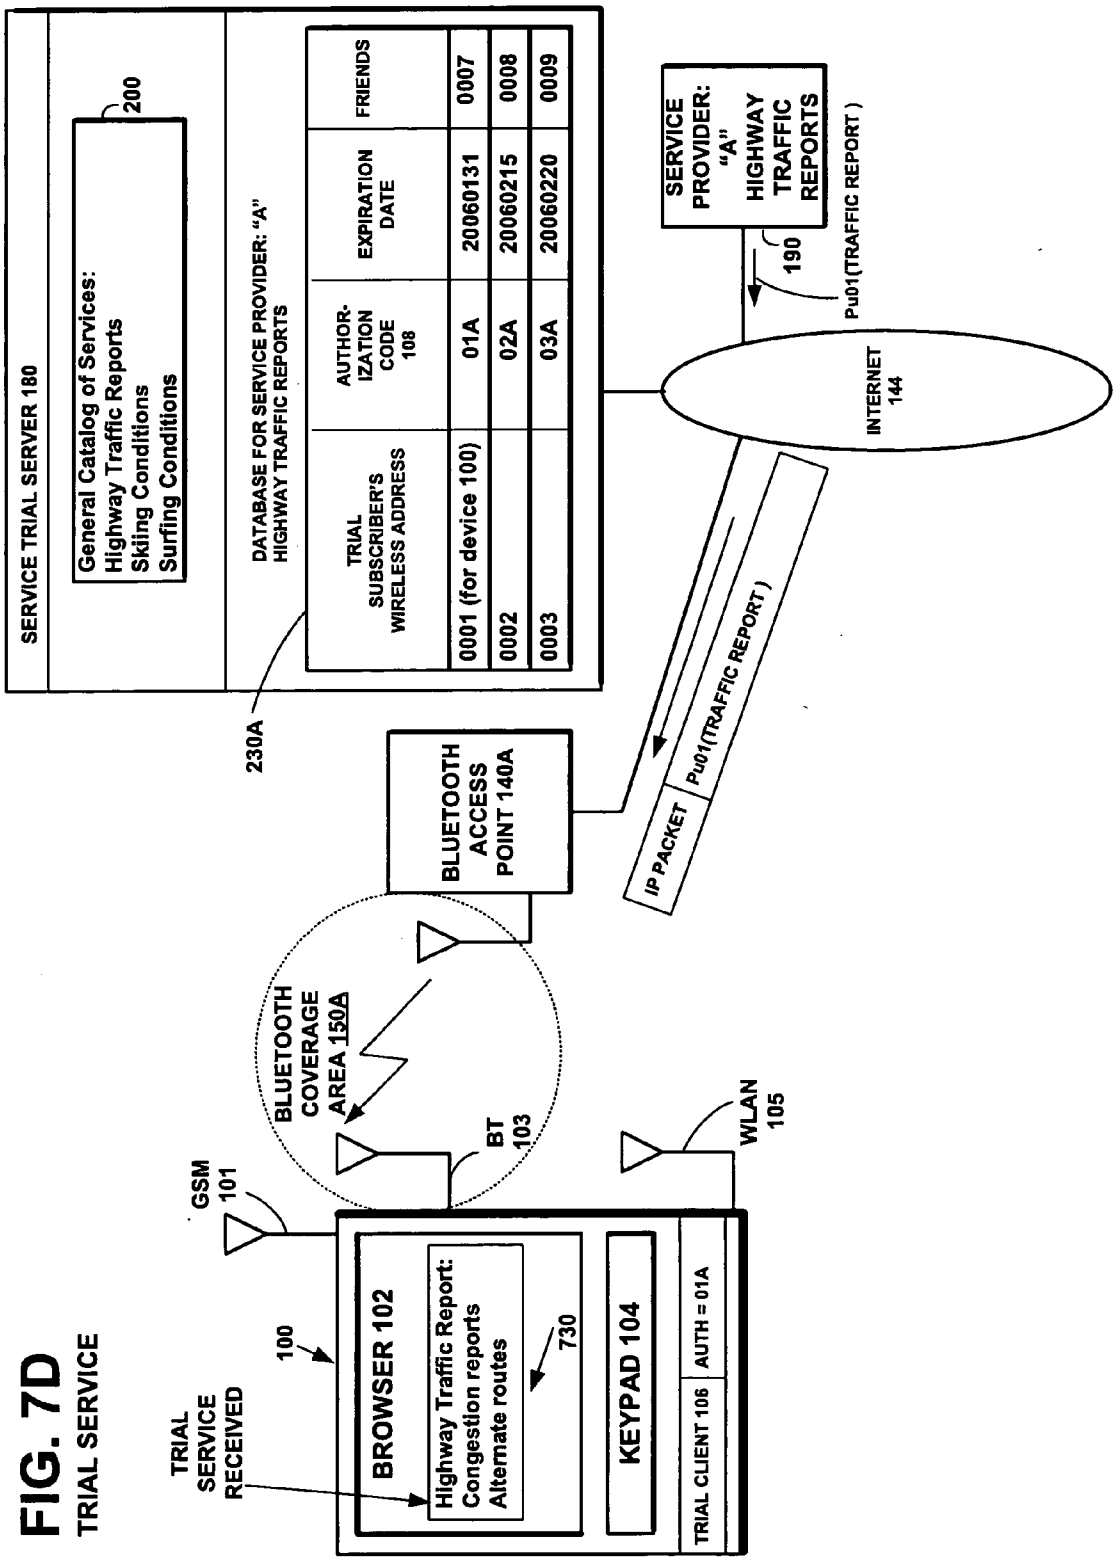 FIG. 7D
TRIAL SERVICE
SERVICE TRIAL SERVER 180
General Catalog of Services:
Highway Traffic Reports
Skiing Conditions
Surfing Conditions
200
DATABASE FOR SERVICE PROVIDER: “A”
HIGHWAY TRAFFIC REPORTS
230A
TRIAL
SUBSCRIBER'S
WIRELESS ADDRESS
AUTHOR-
IZATION
CODE
108
EXPIRATION
DATE
FRIENDS
0001 (for device 100) 01A 20060131 0007
0002 02A 20060215 0008
0003 03A 20060220 0009
TRIAL
SERVICE
RECEIVED
100
GSM
101
BROWSER 102
Highway Traffic Report:
Congestion reports
Alternate routes
730
KEYPAD 104
TRIAL CLIENT 106 AUTH = 01A
BT
103
WLAN
105
BLUETOOTH
COVERAGE
AREA 150A
BLUETOOTH
ACCESS
POINT 140A
IP PACKET Pu01(TRAFFIC REPORT )
INTERNET
144
SERVICE
PROVIDER:
“A”
HIGHWAY
TRAFFIC
REPORTS
190
Pu01(TRAFFIC REPORT )